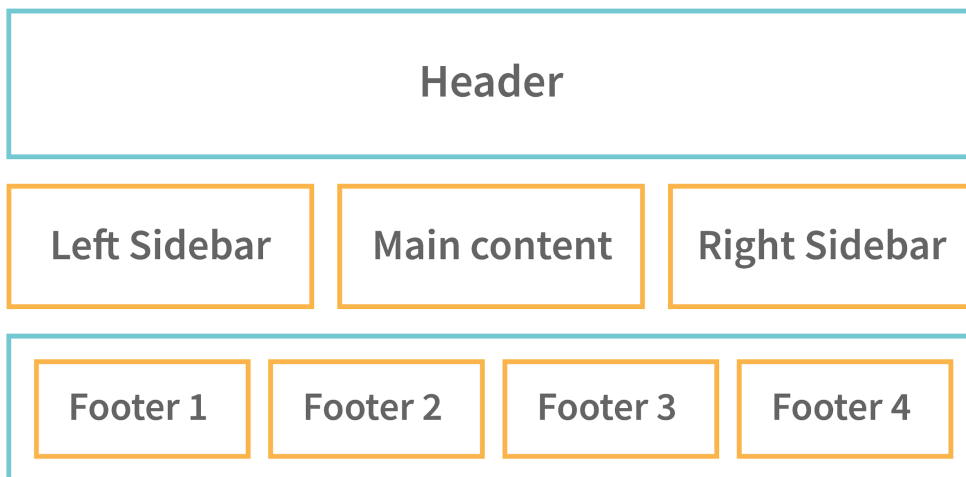 Header
Left Sidebar
Main content
Right Sidebar
Footer 1
Footer 2
Footer 3
Footer 4